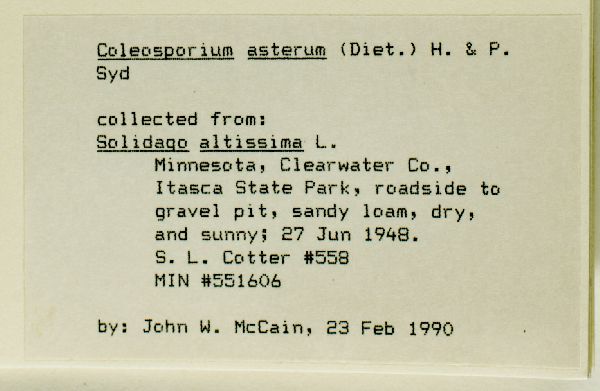 Coleosporium asterum (Diet.) H. & P.
Syd
collected from:
Solidago altissima L.
Minnesota, Clearwater Co.,
Itasca State Park, roadside to
gravel pit, sandy loam, dry,
and sunny; 27 Jun 1948.
S. L. Cotter #558
MIN #551606
by: John W. McCain, 23 Feb 1990